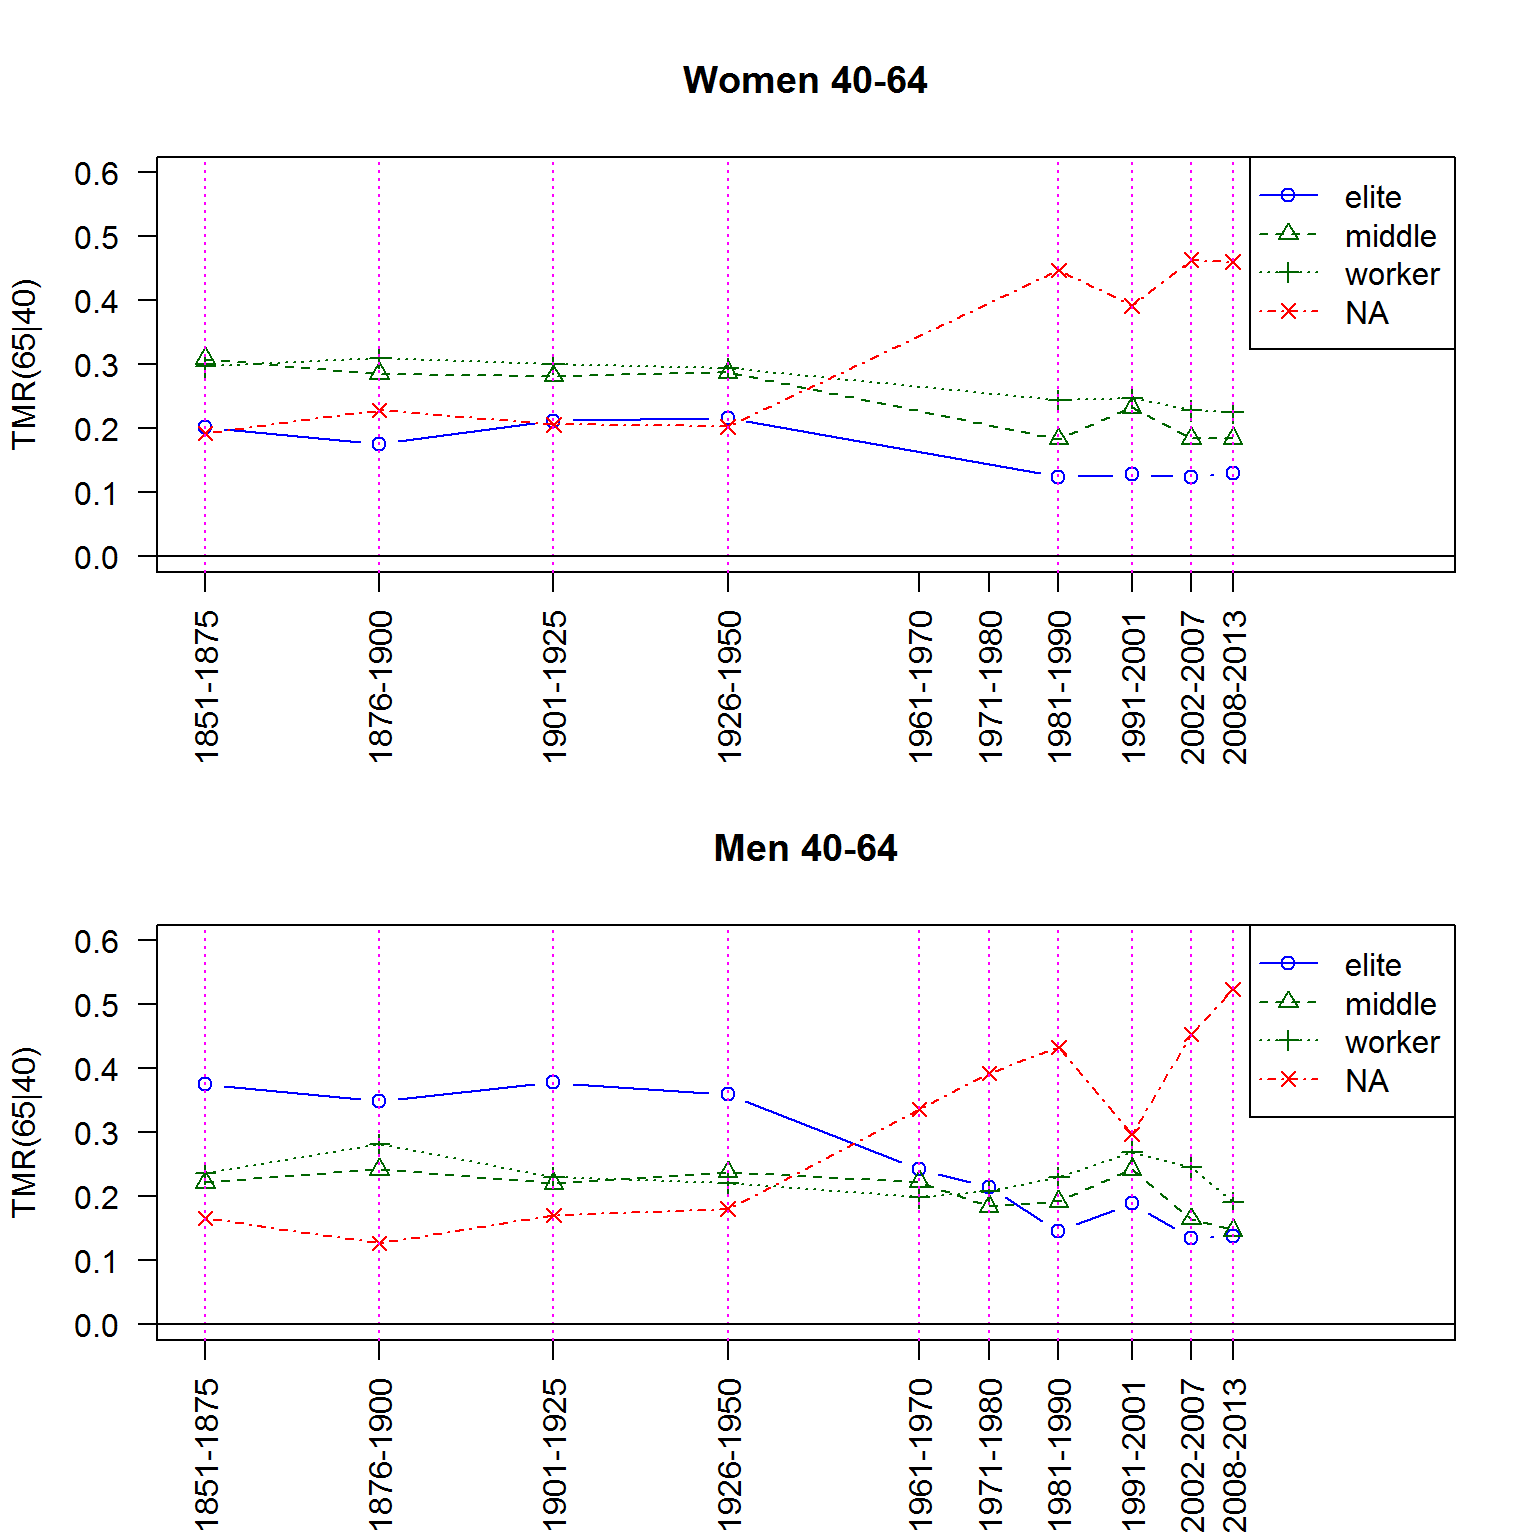 Women 40-64
TMR(65|40)
0.6
0.5
0.4
0.3
0.2
0.1
0.0
elite
middle
worker
NA
1851-1875
1876-1900
1901-1925
1926-1950
1961-1970
1971-1980
1981-1990
1991-2001
2002-2007
2008-2013
Men 40-64
TMR(65|40)
0.6
0.5
0.4
0.3
0.2
0.1
0.0
elite
middle
worker
NA
1851-1875
1876-1900
1901-1925
1926-1950
1961-1970
1971-1980
1981-1990
1991-2001
2002-2007
2008-2013